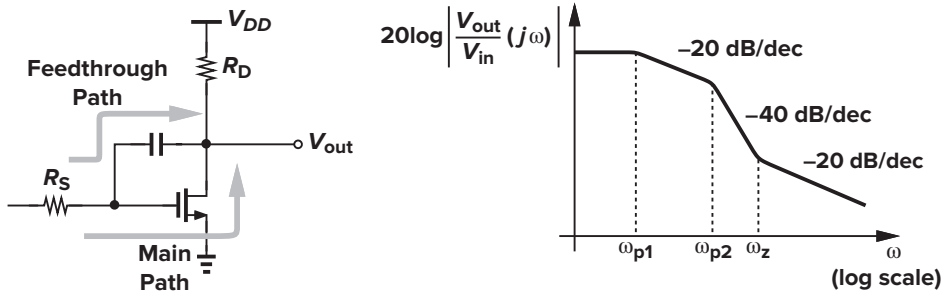 V_DD
R_D
Feedthrough
Path
V_out
R_S
Main
Path
20log|V_out/V_in (jω)|
–20 dB/dec
–40 dB/dec
–20 dB/dec
ω_p1 ω_p2 ω_z ω
(log scale)